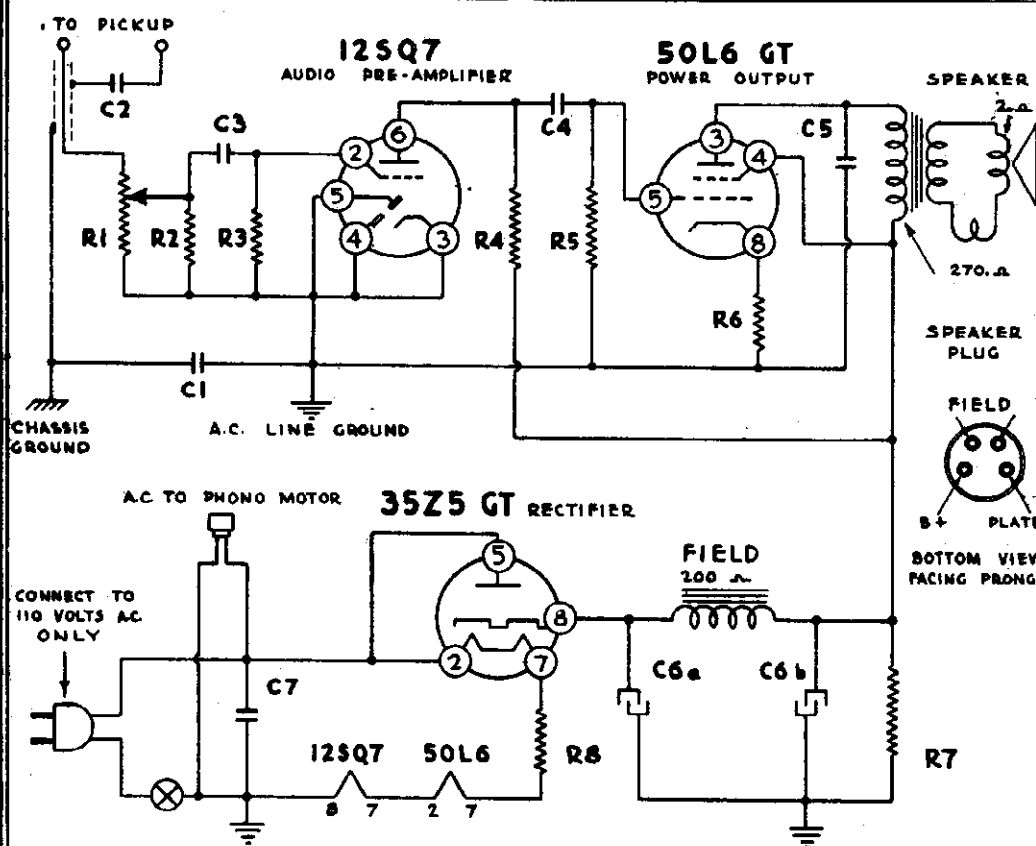 TO PICKUP
C2
12SQ7
AUDIO PRE-AMPLIFIER
50L6 GT
POWER OUTPUT
SPEAKER
2 Ω
C3
C4
C5
6
2
5
4
3
3
4
5
8
R1
R2
R3
R4
R5
R6
270 Ω
C1
CHASSIS
GROUND
A.C. LINE GROUND
SPEAKER
PLUG
FIELD
B+
PLATE
BOTTOM VIEW
FACING PRONG
A.C TO PHONO MOTOR
35Z5 GT RECTIFIER
CONNECT TO
110 VOLTS A.C.
ONLY
5
8
2
7
FIELD
200 Ω
C6a
C6b
C7
12SQ7
50L6
R8
R7
8 7
2 7